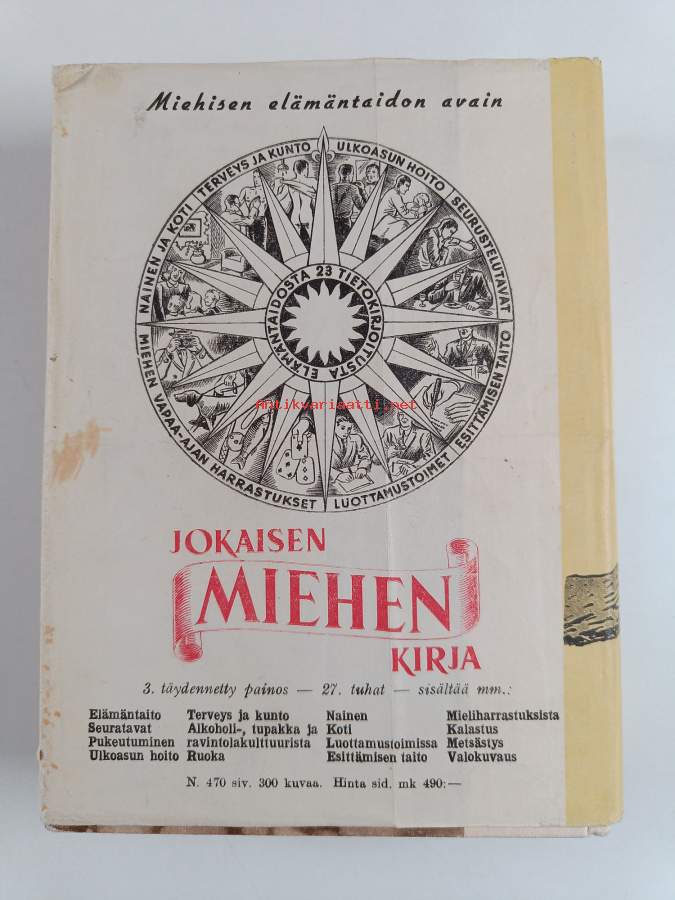 Miehisen elämäntaidon avain
NAINEN JA KOTI | TERVEYS JA KUNTO | ULKOASUN HOITO | SEURUSTELUTAVAT
ESITTÄMISEN TAITO
LUOTTAMUSTOIMET
MIEHEN VAPAA-AJAN HARRASTUKSET
ELÄMÄNTAIDOSTA 23 TIETOKIRJOITUSTA
Antikvariaatti.net
JOKAISEN
MIEHEN
KIRJA
3. täydennetty painos — 27. tuhat — sisältää mm.:
Elämäntaito Terveys ja kunto Nainen Mieliharrastuksista
Seuratavat Alkoholi-, tupakka ja Koti Kalastus
Pukeutuminen ravintolakulttuurista Luottamustoimissa Metsästys
Ulkoasun hoito Ruoka Esittämisen taito Valokuvaus
N. 470 siv. 300 kuvaa. Hinta sid. mk 490:—